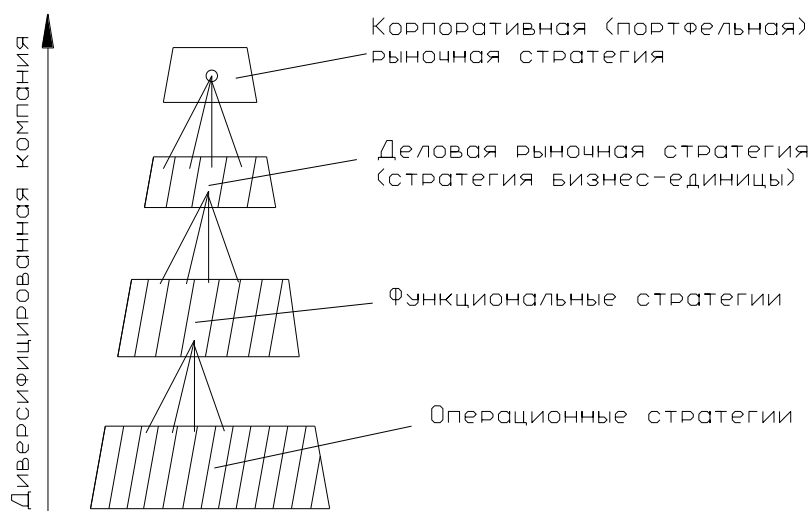 Корпоративная (портфельная)
рыночная стратегия
Деловая рыночная стратегия
(стратегия бизнес-единицы)
Функциональные стратегии
Операционные стратегии
Диверсифицированная компания